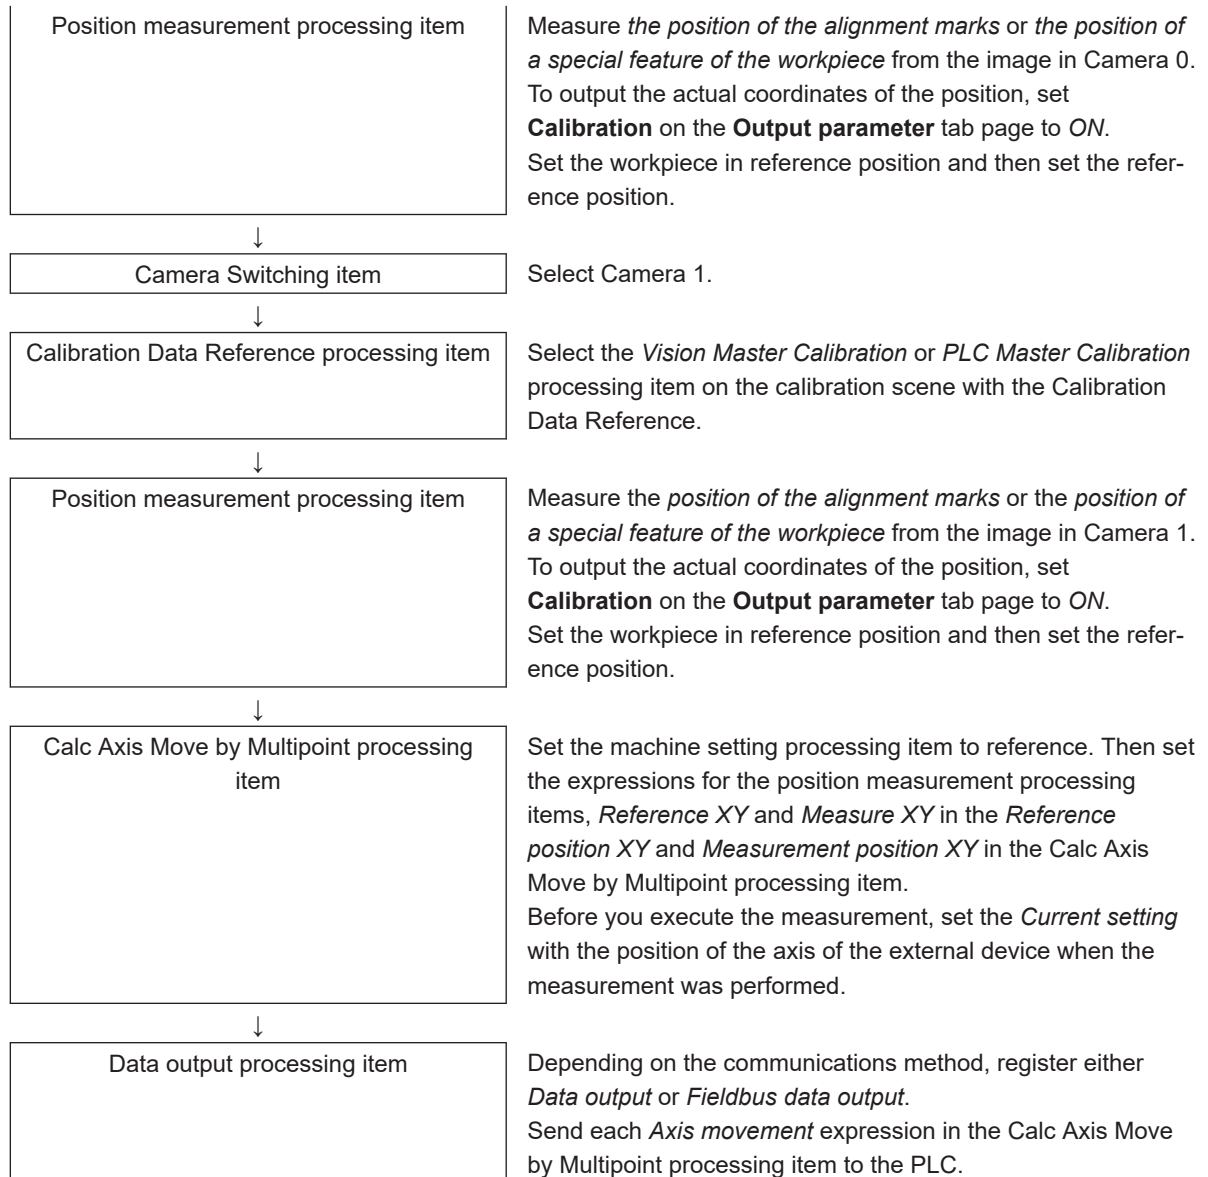 Position measurement processing item
Measure the position of the alignment marks or the position of
a special feature of the workpiece from the image in Camera 0.
To output the actual coordinates of the position, set
Calibration on the Output parameter tab page to ON.
Set the workpiece in reference position and then set the refer-
ence position.
↓
Camera Switching item
Select Camera 1.
↓
Calibration Data Reference processing item
Select the Vision Master Calibration or PLC Master Calibration
processing item on the calibration scene with the Calibration
Data Reference.
↓
Position measurement processing item
Measure the position of the alignment marks or the position of
a special feature of the workpiece from the image in Camera 1.
To output the actual coordinates of the position, set
Calibration on the Output parameter tab page to ON.
Set the workpiece in reference position and then set the refer-
ence position.
↓
Calc Axis Move by Multipoint processing
item
Set the machine setting processing item to reference. Then set
the expressions for the position measurement processing
items, Reference XY and Measure XY in the Reference
position XY and Measurement position XY in the Calc Axis
Move by Multipoint processing item.
Before you execute the measurement, set the Current setting
with the position of the axis of the external device when the
measurement was performed.
↓
Data output processing item
Depending on the communications method, register either
Data output or Fieldbus data output.
Send each Axis movement expression in the Calc Axis Move
by Multipoint processing item to the PLC.